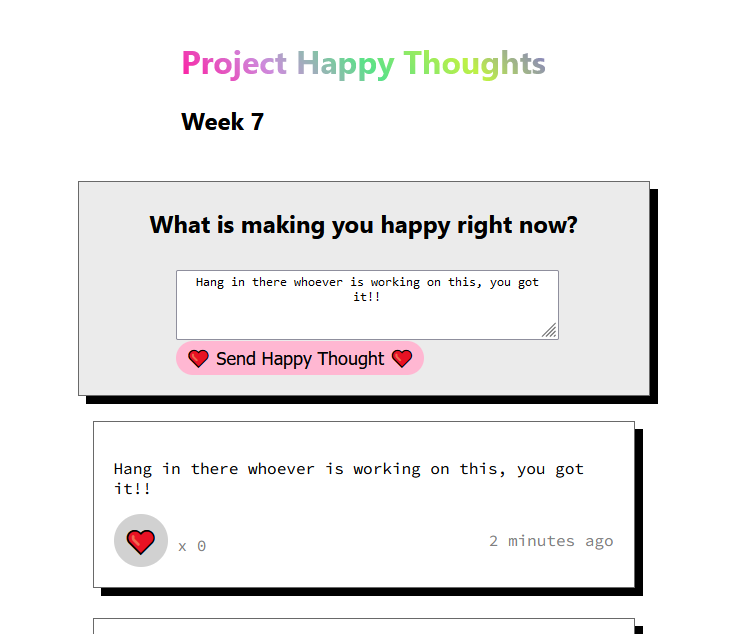 Project Happy Thoughts
Week 7
What is making you happy right now?
Hang in there whoever is working on this, you got
it!!
Send Happy Thought
Hang in there whoever is working on this, you got
it!!
x 0
2 minutes ago